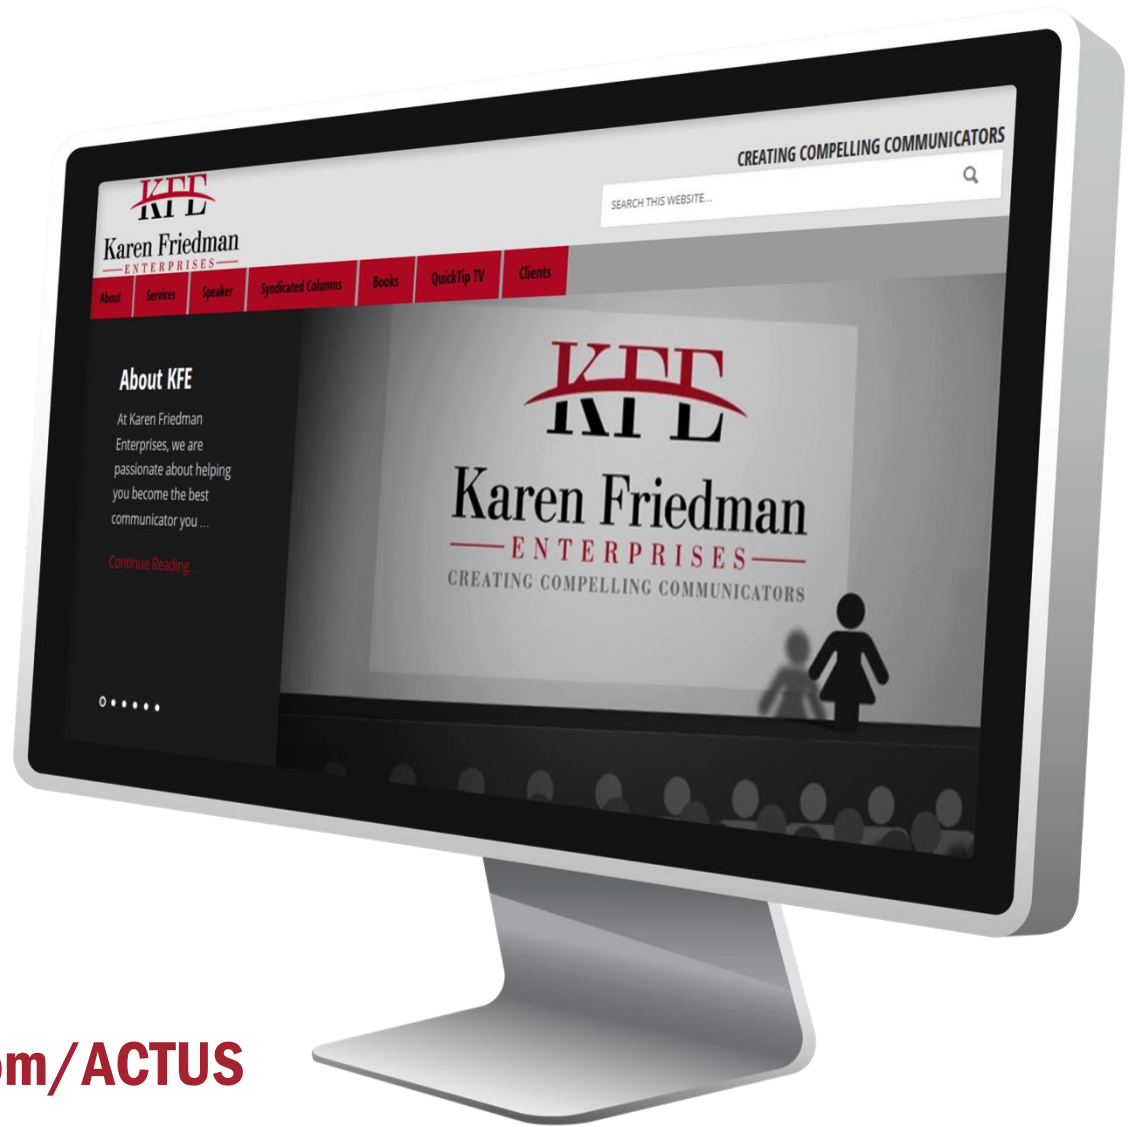 CREATING COMPELLING COMMUNICATORS
SEARCH THIS WEBSITE...
KFE
Karen Friedman
ENTERPRISES
About
Services
Speaker
Syndicated Columns
Books
QuickTip TV
Clients
About KFE
At Karen Friedman
Enterprises, we are
passionate about helping
you become the best
communicator you ...
Continue Reading...
KFE
Karen Friedman
ENTERPRISES
CREATING COMPELLING COMMUNICATORS
om/ACTUS